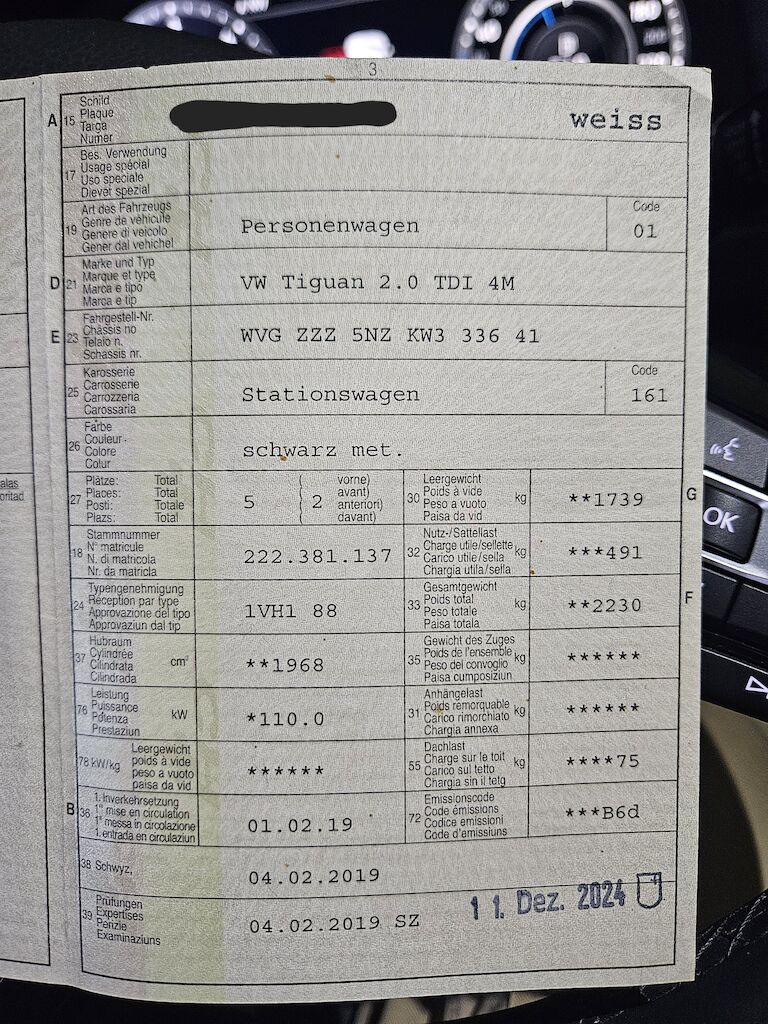 3
A 15 Schild
Plaque
Targa
Numer
weiss
17 Bes. Verwendung
Usage spécial
Uso speciale
Diever spezial
19 Art des Fahrzeugs
Genre de véhicule
Genere di veicolo
Gener dal vehichel
Personenwagen
Code
01
D 21 Marke und Typ
Marque et type
Marca e tipo
Marca e tip
VW Tiguan 2.0 TDI 4M
E 23 Fahrgestell-Nr.
Châssis no
Telaio n.
Schassis nr.
WVG ZZZ 5NZ KW3 336 41
25 Karosserie
Carrosserie
Carrozzeria
Carossaria
Stationswagen
Code
161
26 Farbe
Couleur
Colore
Colur
schwarz met.
27 Plätze: Total
Places: Total
Posti: Totale
Plazs: Total
5
( vorne)
avant)
anteriori)
( davant)
2
30 Leergewicht
Poids à vide
Peso a vuoto
Paisa da vid
kg
**1739
G
18 Stammnummer
N° matricule
N. di matricola
Nr. da matricla
222.381.137
32 Nutz-/Sattellast
Charge utile/sellette
Carico utile/sella
Chargia utila/sella
kg
***491
24 Typengenehmigung
Réception par type
Approvazione del tipo
Approvaziun dal tip
1VH1 88
33 Gesamtgewicht
Poids total
Peso totale
Paisa totala
kg
**2230
F
37 Hubraum
Cylindrée
Cilindrata
Cilindrada
cm³
**1968
35 Gewicht des Zuges
Poids de l'ensemble
Peso del convoglio
Paisa cumposiziun
kg
******
76 Leistung
Puissance
Potenza
Prestaziun
kW
*110.0
31 Anhängelast
Poids remorquable
Carico rimorchiato
Chargia annexa
kg
******
78 kW/kg Leergewicht
poids à vide
peso a vuoto
paisa da vid
******
55 Dachlast
Charge sur le toit
Carico sul tetto
Chargia sin il tetg
kg
****75
B 36 1. Inverkehrsetzung
1re mise en circulation
1a messa in circolazione
1. entrada en circulaziun
01.02.19
72 Emissionscode
Code émissions
Codice emissioni
Code d'emissiuns
***B6d
38 Schwyz,
04.02.2019
39 Prüfungen
Expertises
Perizie
Examinaziuns
04.02.2019 SZ
11. Dez. 2024
OK